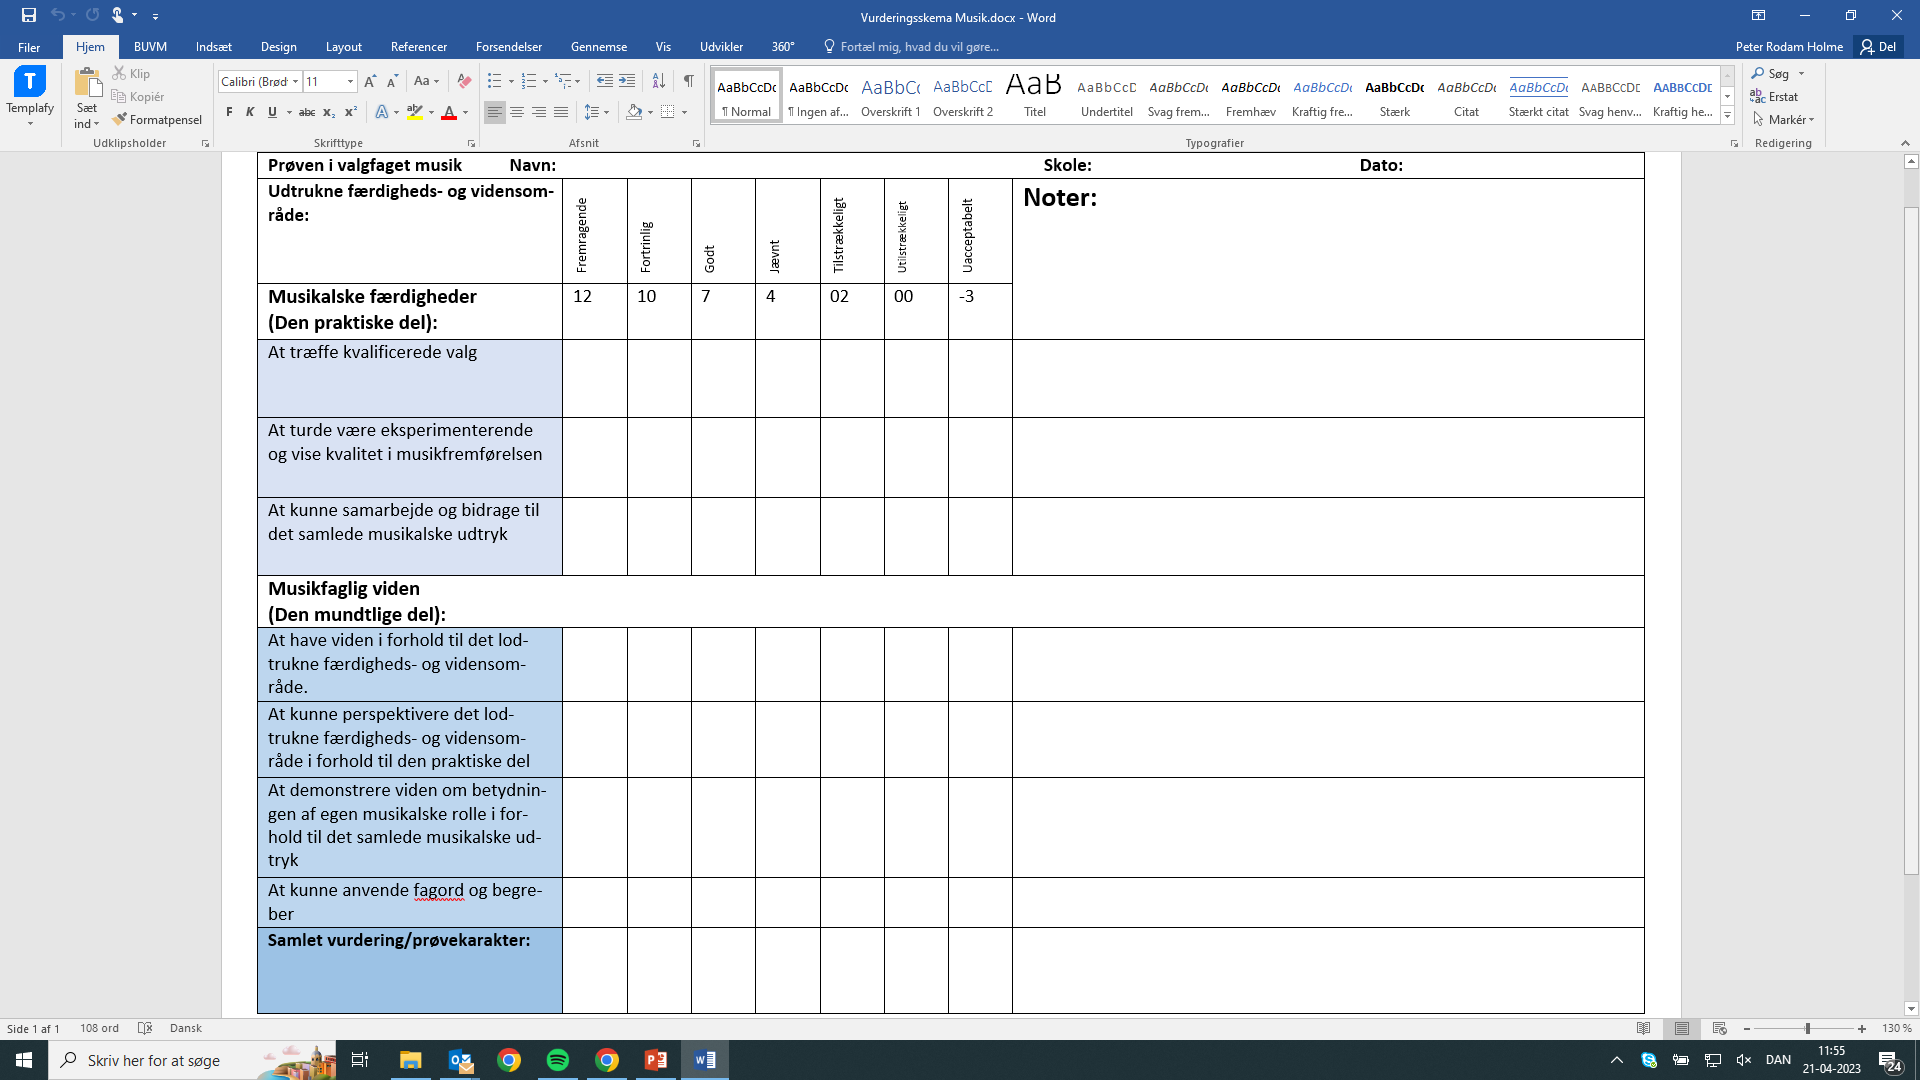 Vurderingsskema Musik.docx - Word
Filer Hjem BUVM Indsæt Design Layout Referencer Forsendelser Gennemse Vis Udvikler 360° Fortæl mig, hvad du vil gøre... Peter Rodam Holme Del
Templafy
Sæt ind
Klip
Kopiér
Formatpensel
Udklipsholder
Calibri (Brød 11
F K U abc x₂ x²
Skrifttype
Afsnit
AaBbCcDc AaBbCcDc AaBbCc AaBbCcD AaB AaBbCcD AaBbCcDc AaBbCcDc AaBbCcDc AaBbCcDc AaBbCcDc AaBbCcDc AABBCCDD AABBCCDD
¶ Normal ¶ Ingen af... Overskrift 1 Overskrift 2 Titel Undertitel Svag frem... Fremhæv Kraftig fre... Stærk Citat Stærkt citat Svag henv... Kraftig he...
Typografier
Søg
Erstat
Markér
Redigering
Prøven i valgfaget musik Navn: Skole: Dato:
Udtrukne færdigheds- og vidensom-
råde:
Fremragende
Fortrinlig
Godt
Jævnt
Tilstrækkeligt
Utilstrækkeligt
Uacceptabelt
Noter:
Musikalske færdigheder
(Den praktiske del):
12 10 7 4 02 00 -3
At træffe kvalificerede valg
At turde være eksperimenterende
og vise kvalitet i musikfremførelsen
At kunne samarbejde og bidrage til
det samlede musikalske udtryk
Musikfaglig viden
(Den mundtlige del):
At have viden i forhold til det lod-
trukne færdigheds- og vidensom-
råde.
At kunne perspektivere det lod-
trukne færdigheds- og vidensom-
råde i forhold til den praktiske del
At demonstrere viden om betydnin-
gen af egen musikalske rolle i for-
hold til det samlede musikalske ud-
tryk
At kunne anvende fagord og begre-
ber
Samlet vurdering/prøvekarakter:
Side 1 af 1 108 ord Dansk 130 %
Skriv her for at søge
DAN
11:55
21-04-2023
24